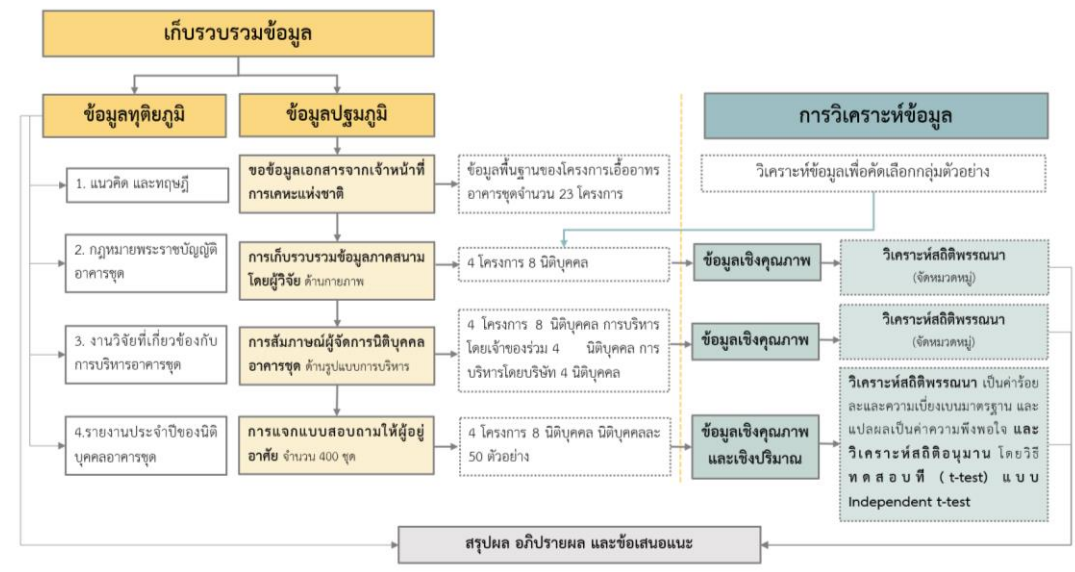 เก็บรวบรวมข้อมูล
ข้อมูลทุติยภูมิ
ข้อมูลปฐมภูมิ
การวิเคราะห์ข้อมูล
1. แนวคิด และทฤษฎี
ขอข้อมูลเอกสารจากเจ้าหน้าที่
การเคหะแห่งชาติ
ข้อมูลพื้นฐานของโครงการเอื้ออาทร
อาคารชุดจำนวน 23 โครงการ
วิเคราะห์ข้อมูลเพื่อคัดเลือกกลุ่มตัวอย่าง
2. กฎหมายพระราชบัญญัติ
อาคารชุด
การเก็บรวบรวมข้อมูลภาคสนาม
โดยผู้วิจัย ด้านกายภาพ
4 โครงการ 8 นิติบุคคล
ข้อมูลเชิงคุณภาพ
วิเคราะห์สถิติพรรณนา
(จัดหมวดหมู่)
3. งานวิจัยที่เกี่ยวข้องกับ
การบริหารอาคารชุด
การสัมภาษณ์ผู้จัดการนิติบุคคล
อาคารชุด ด้านรูปแบบการบริหาร
4 โครงการ 8 นิติบุคคล การบริหาร
โดยเจ้าของร่วม 4 นิติบุคคล การ
บริหารโดยบริษัท 4 นิติบุคคล
ข้อมูลเชิงคุณภาพ
วิเคราะห์สถิติพรรณนา
(จัดหมวดหมู่)
4.รายงานประจำปีของนิติ
บุคคลอาคารชุด
การแจกแบบสอบถามให้ผู้อยู่
อาศัย จำนวน 400 ชุด
4 โครงการ 8 นิติบุคคล นิติบุคคลละ
50 ตัวอย่าง
ข้อมูลเชิงคุณภาพ
และเชิงปริมาณ
วิเคราะห์สถิติพรรณนา เป็นค่าร้อย
ละและความเบี่ยงเบนมาตรฐาน และ
แปลผลเป็นค่าความพึงพอใจ และ
วิเคราะห์สถิติอนุมาน โดยวิธี
ทดสอบที (t-test) แบบ
Independent t-test
สรุปผล อภิปรายผล และข้อเสนอแนะ